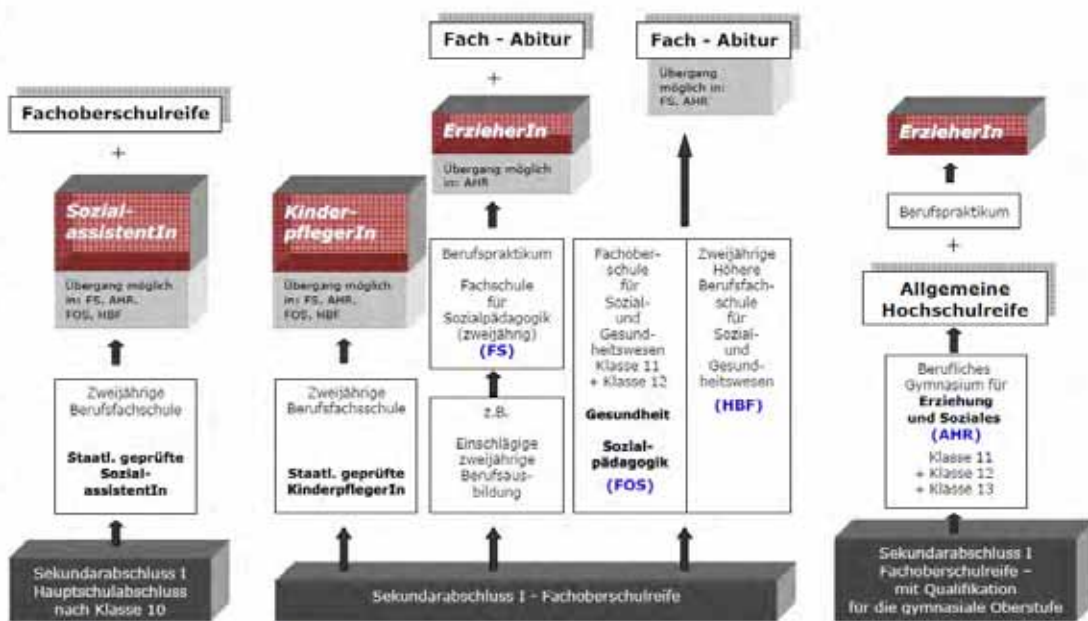 Fachoberschulreife
+
Sozial-
assistentIn
Übergang möglich
in: FS, AHR,
FOS, HBF
Zweijährige
Berufsfachschule
Staatl. geprüfte
Sozial-
assistentIn
Sekundarabschluss I
Hauptschulabschluss
nach Klasse 10
Kinder-
pflegerIn
Übergang möglich
in: FS, AHR,
FOS, HBF
Zweijährige
Berufsfachsschule
Staatl. geprüfte
KinderpflegerIn
Fach - Abitur
+
ErzieherIn
Übergang möglich
in: AHR
Berufspraktikum
Fachschule
für
Sozialpädagogik
(zweijährig)
(FS)
z.B.
Einschlägige
zweijährige
Berufsaus-
bildung
Fach - Abitur
Übergang
möglich in:
FS, AHR
Fachober-
schule
für
Sozial-
und
Gesund-
heitswesen
Klasse 11
+ Klasse 12
Gesundheit
Sozial-
pädagogik
(FOS)
Zweijährige
Höhere
Berufsfach-
schule
für
Sozial-
und
Gesund-
heitswesen
(HBF)
Sekundarabschluss I - Fachoberschulreife
ErzieherIn
Berufspraktikum
+
Allgemeine
Hochschulreife
Berufliches
Gymnasium für
Erziehung
und Soziales
(AHR)
Klasse 11
+ Klasse 12
+ Klasse 13
Sekundarabschluss I
Fachoberschulreife –
mit Qualifikation
für die gymnasiale Oberstufe